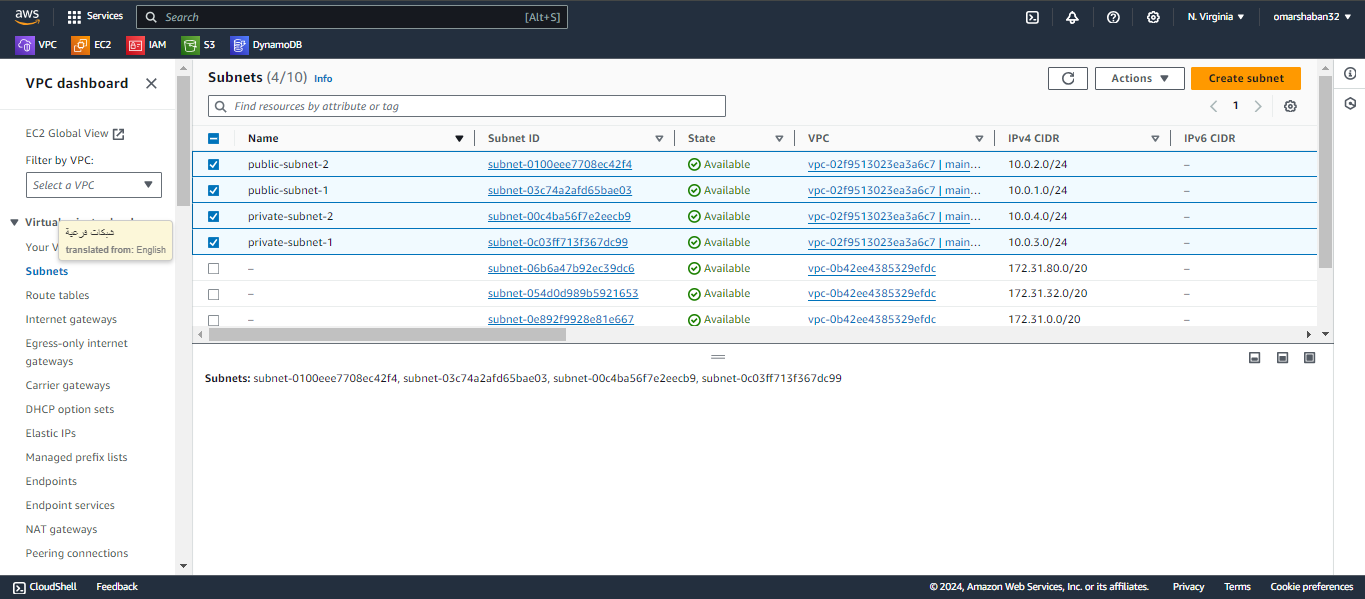 aws Services Search [Alt+S] N. Virginia omarshaban32
VPC EC2 IAM S3 DynamoDB
VPC dashboard
EC2 Global View
Filter by VPC:
Select a VPC
Your V
شبكات فرعية
translated from: English
Subnets
Route tables
Internet gateways
Egress-only internet
gateways
Carrier gateways
DHCP option sets
Elastic IPs
Managed prefix lists
Endpoints
Endpoint services
NAT gateways
Peering connections
Subnets (4/10) Info
Actions Create subnet
Find resources by attribute or tag
1
Name Subnet ID State VPC IPv4 CIDR IPv6 CIDR
public-subnet-2 subnet-0100eee7708ec42f4 Available vpc-02f9513023ea3a6c7 | main… 10.0.2.0/24 –
public-subnet-1 subnet-03c74a2afd65bae03 Available vpc-02f9513023ea3a6c7 | main… 10.0.1.0/24 –
private-subnet-2 subnet-00c4ba56f7e2eecb9 Available vpc-02f9513023ea3a6c7 | main… 10.0.4.0/24 –
private-subnet-1 subnet-0c03ff713f367dc99 Available vpc-02f9513023ea3a6c7 | main… 10.0.3.0/24 –
– subnet-06b6a47b92ec39dc6 Available vpc-0b42ee4385329efdc 172.31.80.0/20 –
– subnet-054d0d989b5921653 Available vpc-0b42ee4385329efdc 172.31.32.0/20 –
– subnet-0e892f9928e81e667 Available vpc-0b42ee4385329efdc 172.31.0.0/20 –
Subnets: subnet-0100eee7708ec42f4, subnet-03c74a2afd65bae03, subnet-00c4ba56f7e2eecb9, subnet-0c03ff713f367dc99
CloudShell Feedback © 2024, Amazon Web Services, Inc. or its affiliates. Privacy Terms Cookie preferences